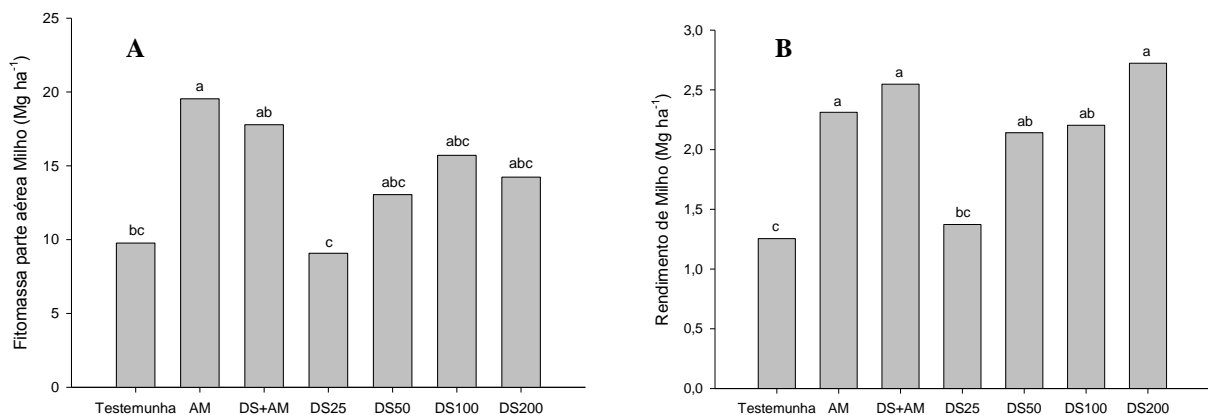 A
Fitomassa parte aérea Milho (Mg ha⁻¹)
25
20
15
10
5
0
bc
a
ab
c
abc
abc
abc
Testemunha AM DS+AM DS25 DS50 DS100 DS200
B
Rendimento de Milho (Mg ha⁻¹)
3,0
2,5
2,0
1,5
1,0
0,5
0,0
c
a
a
bc
ab
ab
a
Testemunha AM DS+AM DS25 DS50 DS100 DS200